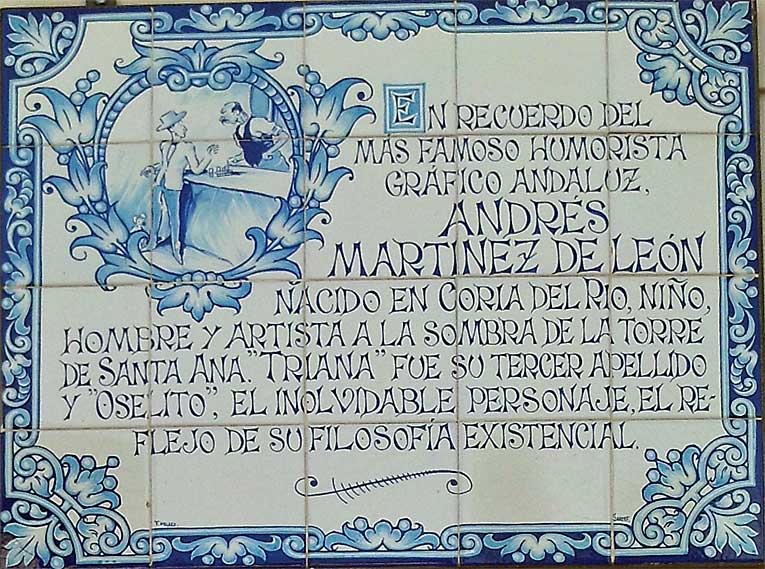 EN RECUERDO DEL
MÁS FAMOSO HUMORISTA
GRÁFICO ANDALUZ,
ANDRÉS
MARTINEZ DE LEÓN
NACIDO EN CORIA DEL RIO, NIÑO,
HOMBRE Y ARTISTA A LA SOMBRA DE LA TORRE
DE SANTA ANA. "TRIANA" FUE SU TERCER APELLIDO
Y "OSELITO", EL INOLVIDABLE PERSONAJE, EL RE-
FLEJO DE SU FILOSOFÍA EXISTENCIAL.